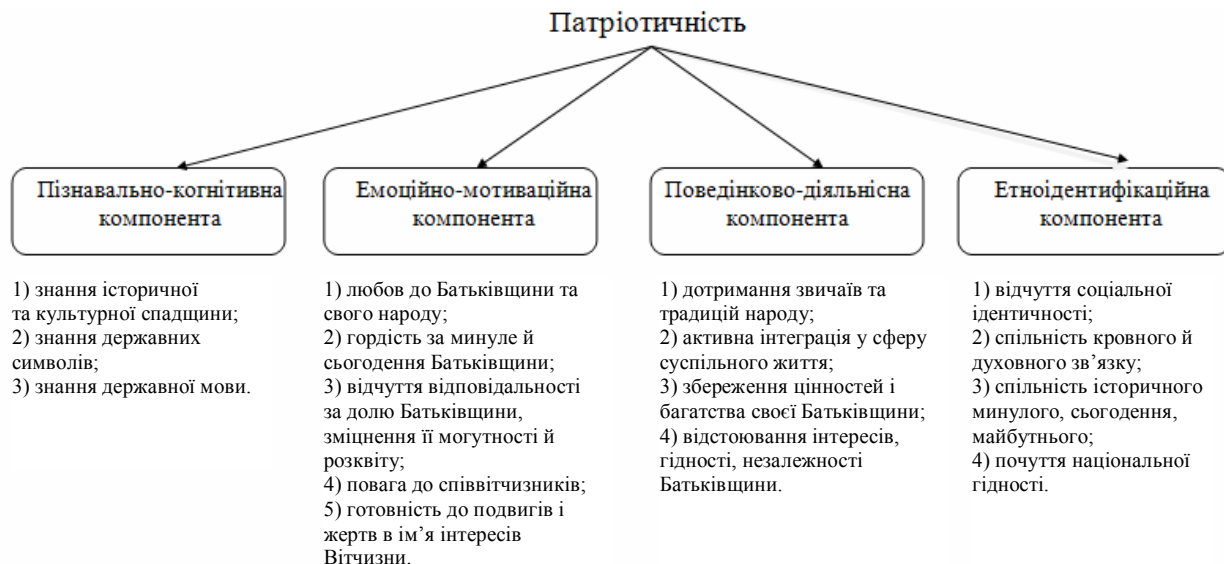 Патріотичність
Пізнавально-когнітивна
компонента
Емоційно-мотиваційна
компонента
Поведінково-діяльнісна
компонента
Етноідентифікаційна
компонента
1) знання історичної
та культурної спадщини;
2) знання державних
символів;
3) знання державної мови.
1) любов до Батьківщини та
свого народу;
2) гордість за минуле й
сьогодення Батьківщини;
3) відчуття відповідальності
за долю Батьківщини,
зміцнення її могутності й
розквіту;
4) повага до співвітчизників;
5) готовність до подвигів і
жертв в ім’я інтересів
Вітчизни.
1) дотримання звичаїв та
традицій народу;
2) активна інтеграція у сферу
суспільного життя;
3) збереження цінностей і
багатства своєї Батьківщини;
4) відстоювання інтересів,
гідності, незалежності
Батьківщини.
1) відчуття соціальної
ідентичності;
2) спільність кровного й
духовного зв’язку;
3) спільність історичного
минулого, сьогодення,
майбутнього;
4) почуття національної
гідності.